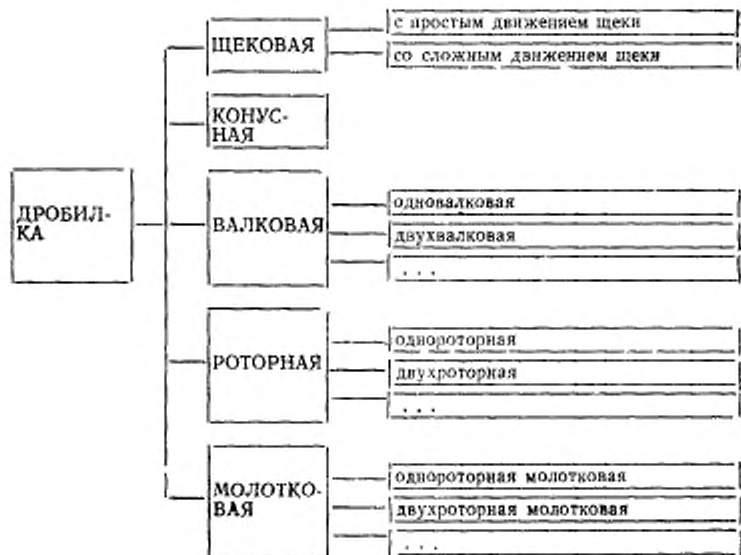 с простым движением щеки
ЩЕКОВАЯ
со сложным движением щеки
КОНУС-
НАЯ
ДРОБИЛ-
КА
ВАЛКОВАЯ
одновалковая
двухвалковая
. . .
РОТОРНАЯ
однороторная
двухроторная
. . .
МОЛОТКО-
ВАЯ
однороторная молотковая
двухроторная молотковая
. . .